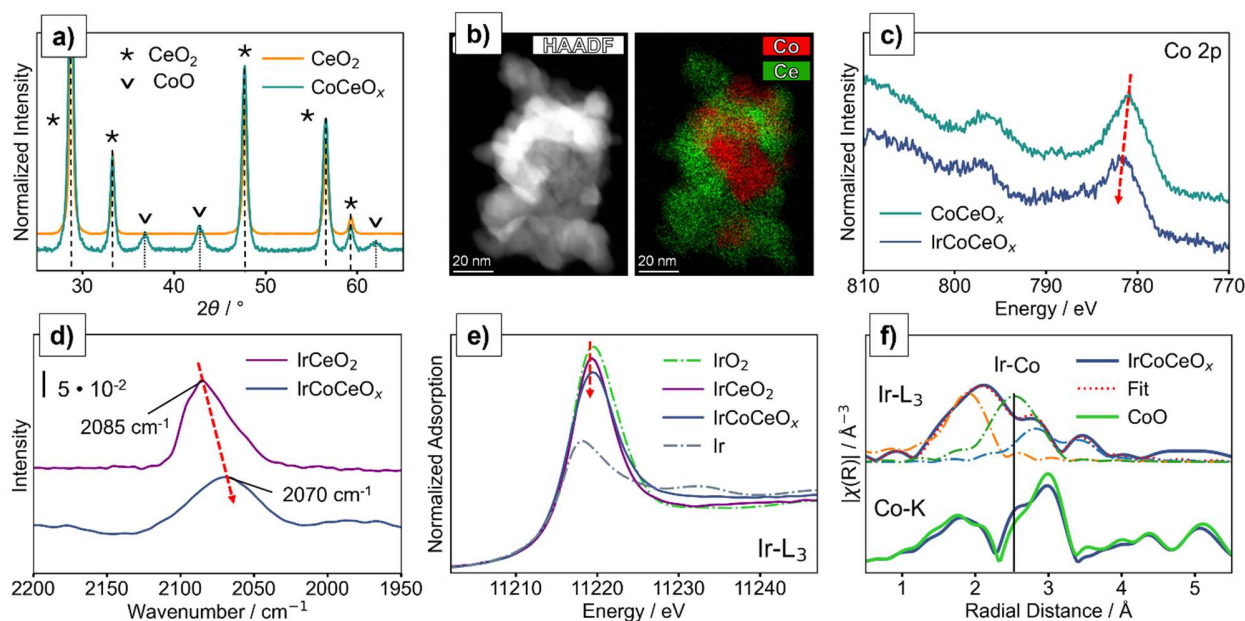 a)
* CeO2
v CoO
CeO2
CoCeOx
*
*
*
*
*
v
v
v
Normalized Intensity
30
40
50
60
2θ / °
b)
HAADF
20 nm
Co
Ce
20 nm
c)
Co 2p
Normalized Intensity
CoCeOx
IrCoCeOx
810
800
790
780
770
Energy / eV
d)
IrCeO2
IrCoCeOx
5 • 10-2
2085 cm-1
2070 cm-1
Intensity
2200
2150
2100
2050
2000
1950
Wavenumber / cm−1
e)
IrO2
IrCeO2
IrCoCeOx
Ir
Normalized Adsorption
Ir-L3
11210
11220
11230
11240
Energy / eV
f)
Ir-Co
IrCoCeOx
Fit
CoO
Ir-L3
Co-K
|χ(R)| / Å−3
1
2
3
4
5
Radial Distance / Å